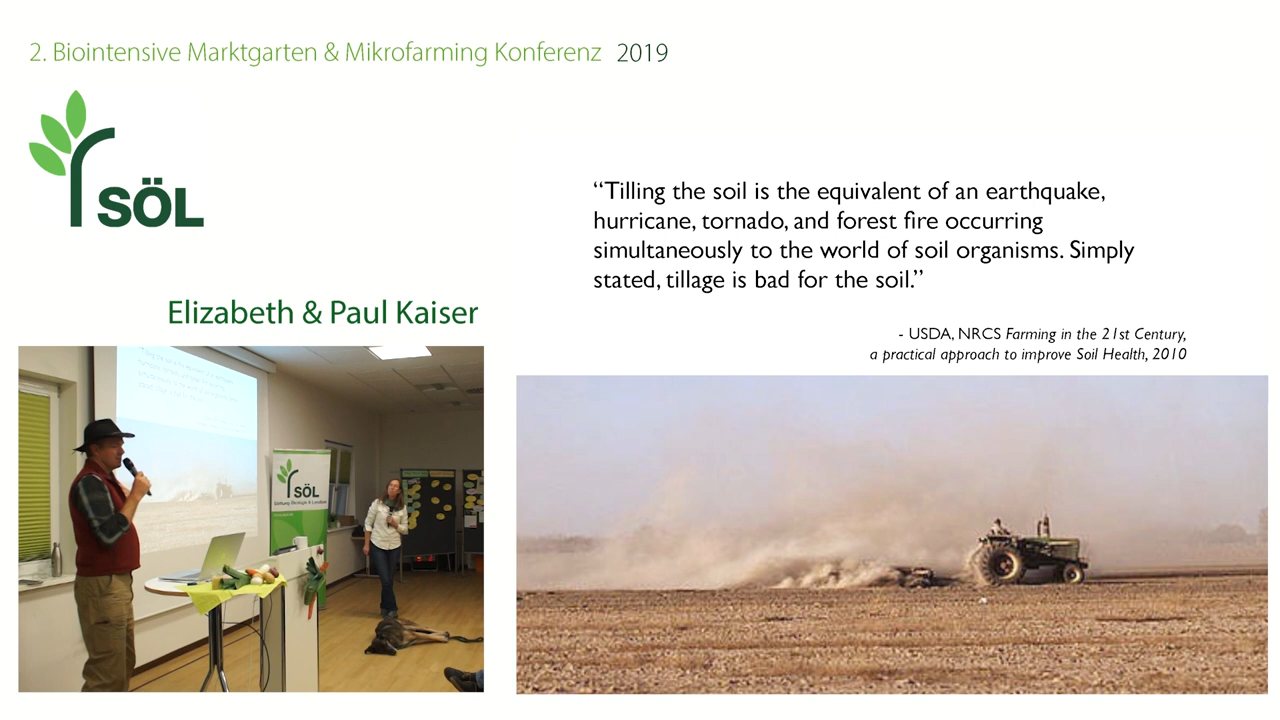 2. Biointensive Marktgarten & Mikrofarming Konferenz 2019
SÖL
“Tilling the soil is the equivalent of an earthquake,
hurricane, tornado, and forest fire occurring
simultaneously to the world of soil organisms. Simply
stated, tillage is bad for the soil.”
- USDA, NRCS Farming in the 21st Century,
a practical approach to improve Soil Health, 2010
Elizabeth & Paul Kaiser
SÖL